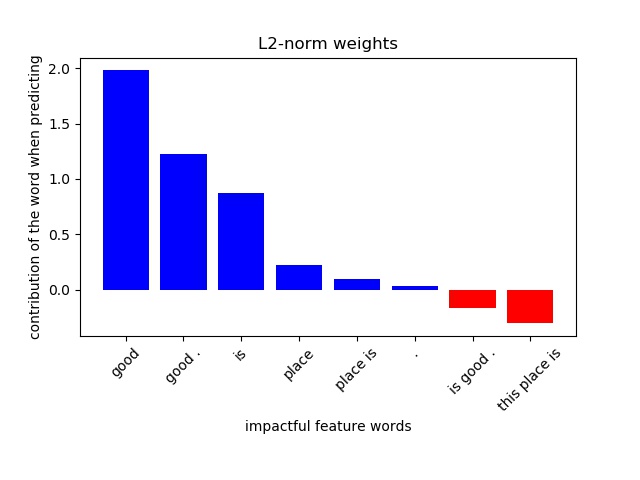 L2-norm weights
contribution of the word when predicting
2.0
1.5
1.0
0.5
0.0
good
good .
is
place
place is
.
is good .
this place is
impactful feature words